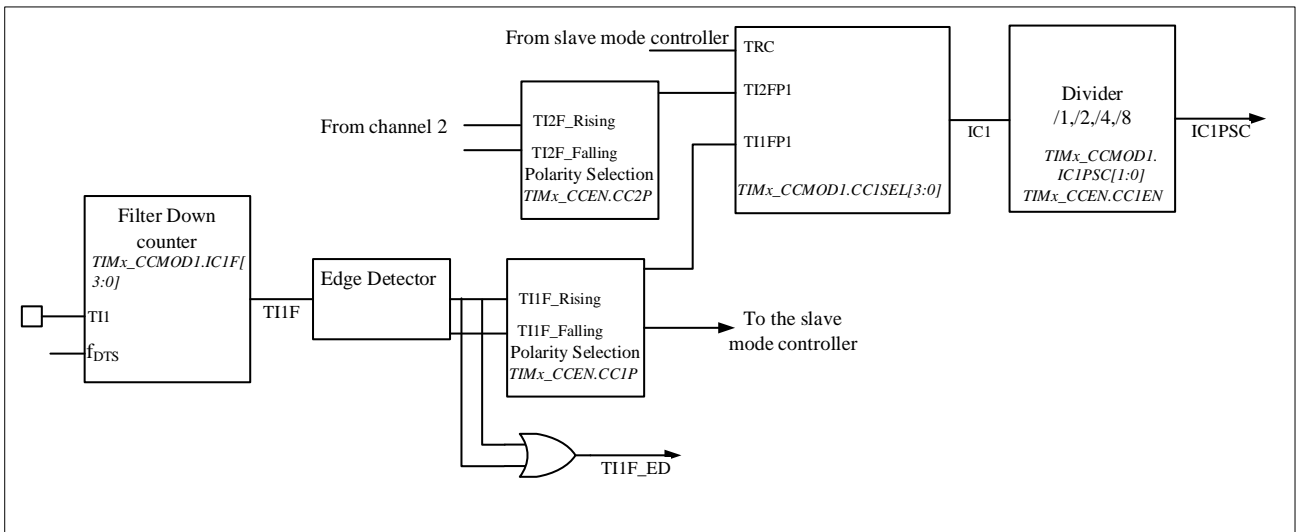 From slave mode controller
TRC
TI2FP1
TI1FP1
TIMx_CCMOD1.CC1SEL[3:0]
From channel 2
TI2F_Rising
TI2F_Falling
Polarity Selection
TIMx_CCEN.CC2P
IC1
Divider
/1,/2,/4,/8
TIMx_CCMOD1.
IC1PSC[1:0]
TIMx_CCEN.CC1EN
IC1PSC
Filter Down
counter
TIMx_CCMOD1.IC1F[
3:0]
TI1
fDTS
TI1F
Edge Detector
TI1F_Rising
TI1F_Falling
Polarity Selection
TIMx_CCEN.CC1P
To the slave
mode controller
TI1F_ED